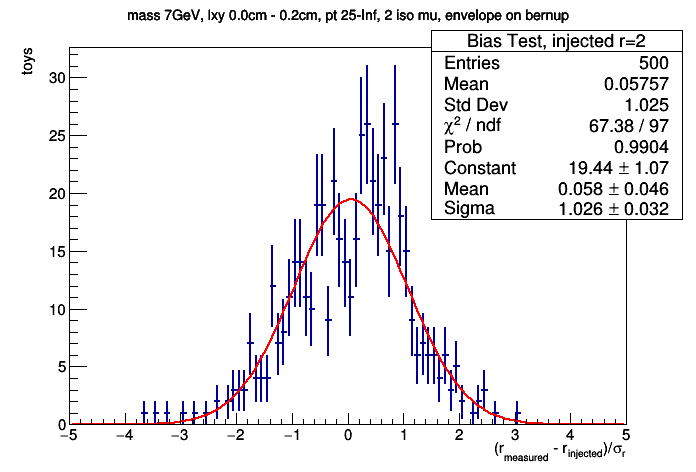 mass 7GeV, lxy 0.0cm - 0.2cm, pt 25-Inf, 2 iso mu, envelope on bernup
toys
Bias Test, injected r=2
Entries 500
Mean 0.05757
Std Dev 1.025
χ² / ndf 67.38 / 97
Prob 0.9904
Constant 19.44 ± 1.07
Mean 0.058 ± 0.046
Sigma 1.026 ± 0.032
30
25
20
15
10
5
0
−5 −4 −3 −2 −1 0 1 2 3 4 5
(r_measured - r_injected)/σ_r